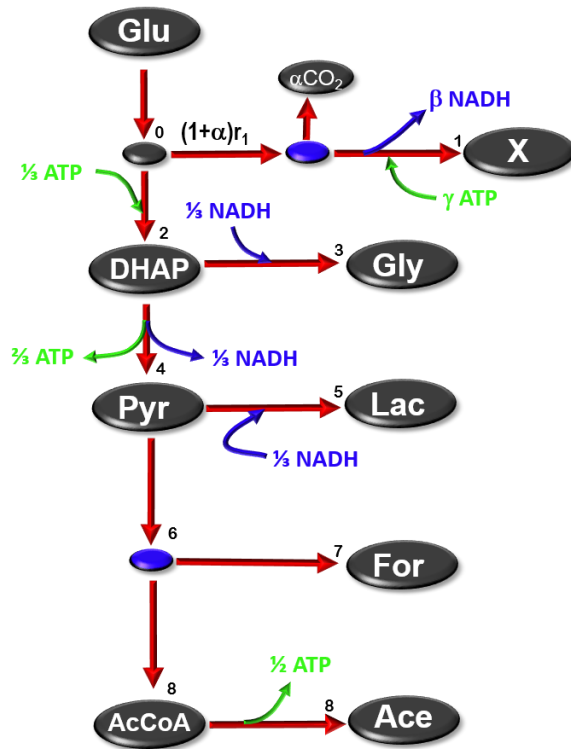 Glu
αCO₂
β NADH
0
(1+α)r₁
1
X
⅓ ATP
γ ATP
⅓ NADH
2
3
DHAP
Gly
⅔ ATP
⅓ NADH
4
5
Pyr
Lac
⅓ NADH
6
7
For
½ ATP
8
8
AcCoA
Ace